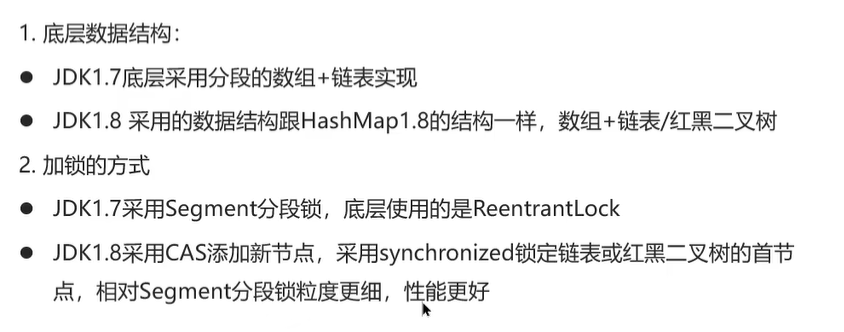 1. 底层数据结构：
● JDK1.7底层采用分段的数组+链表实现
● JDK1.8 采用的数据结构跟HashMap1.8的结构一样，数组+链表/红黑二叉树
2. 加锁的方式
● JDK1.7采用Segment分段锁，底层使用的是ReentrantLock
● JDK1.8采用CAS添加新节点，采用synchronized锁定链表或红黑二叉树的首节
点，相对Segment分段锁粒度更细，性能更好